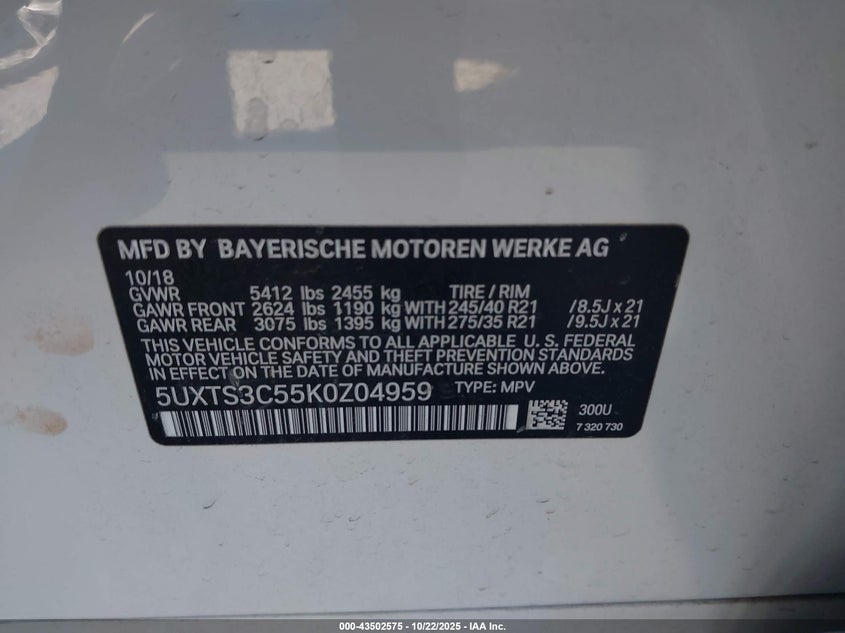 MFD BY BAYERISCHE MOTOREN WERKE AG
10/18
GVWR 5412 lbs 2455 kg TIRE / RIM
GAWR FRONT 2624 lbs 1190 kg WITH 245/40 R21 /8.5J x 21
GAWR REAR 3075 lbs 1395 kg WITH 275/35 R21 /9.5J x 21
THIS VEHICLE CONFORMS TO ALL APPLICABLE U. S. FEDERAL
MOTOR VEHICLE SAFETY AND THEFT PREVENTION STANDARDS
IN EFFECT ON THE DATE OF MANUFACTURE SHOWN ABOVE.
5UXTS3C55K0Z04959 TYPE: MPV
300U
7 320 730
000-43502575 - 10/22/2025 - IAA Inc.